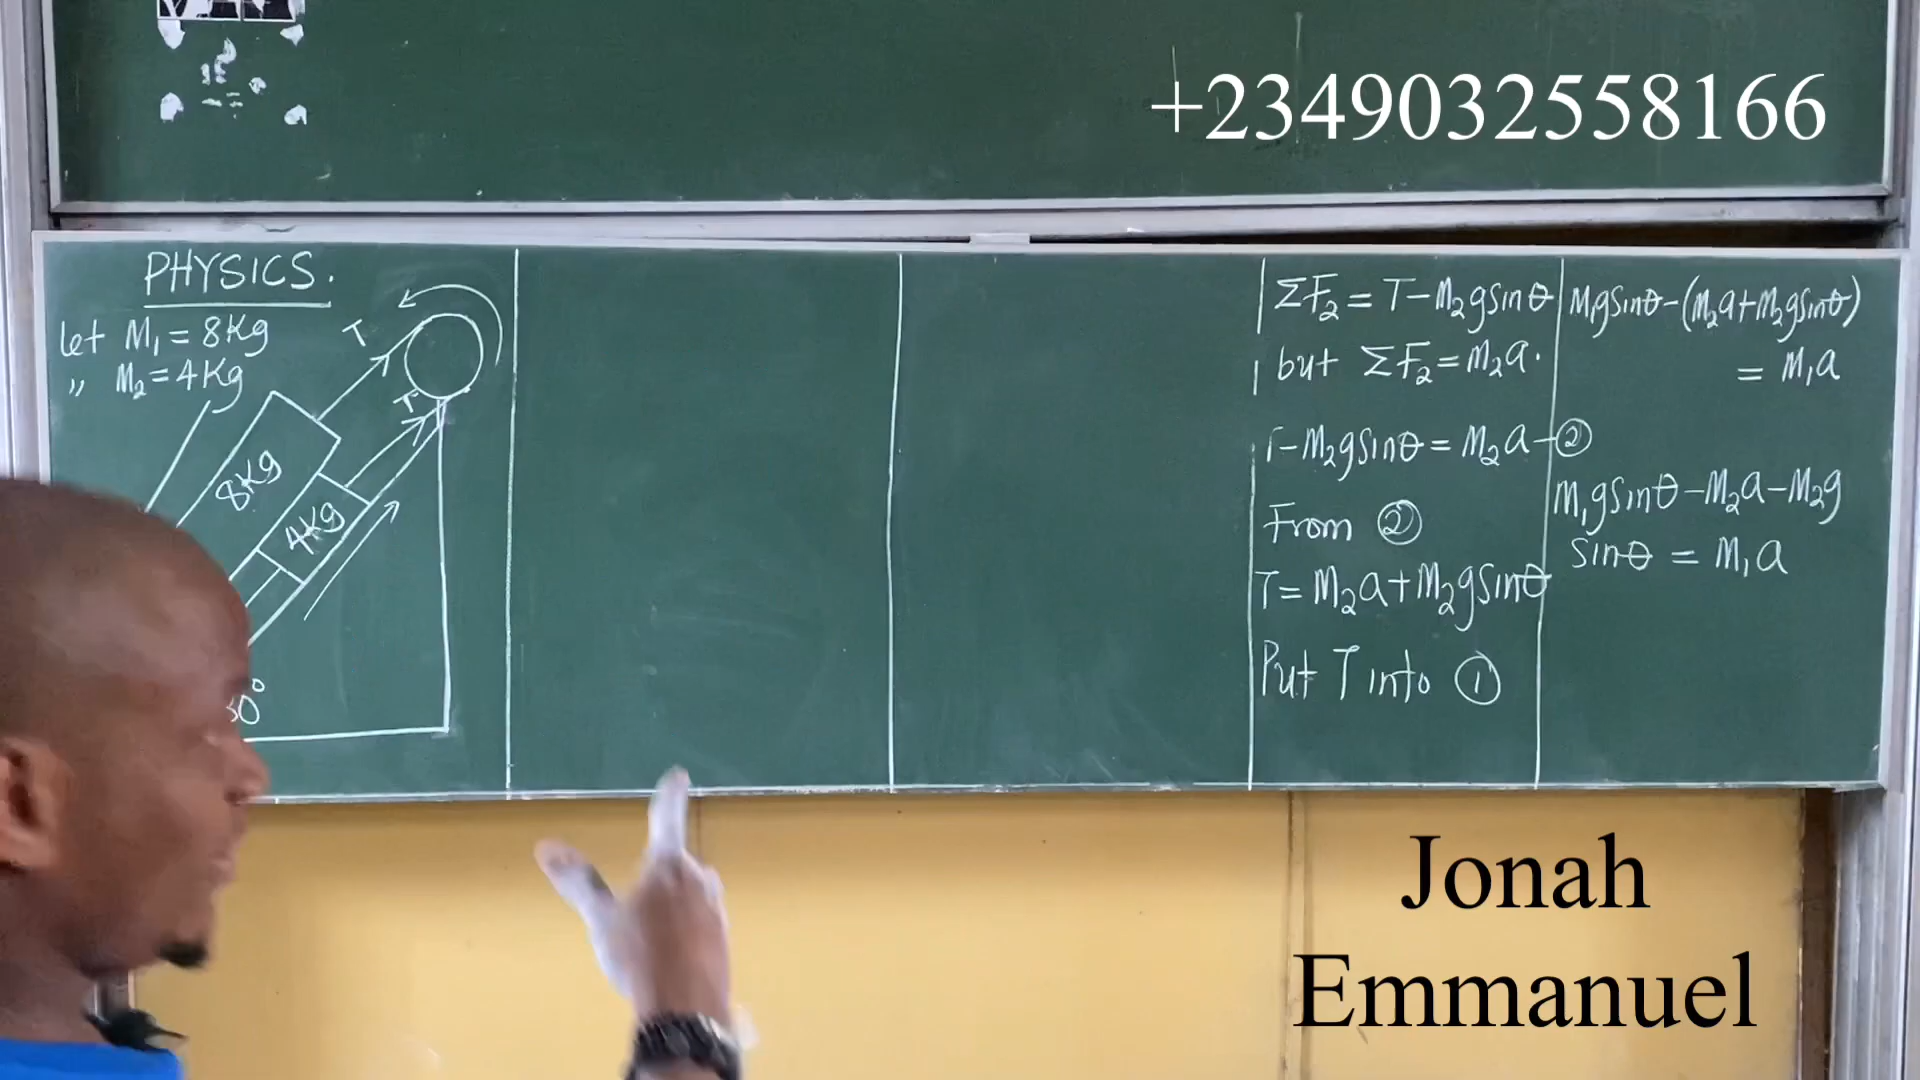 +2349032558166
PHYSICS.
let M₁ = 8Kg
,, M₂ = 4Kg
T
T
8Kg
4Kg
0°
ΣF₂ = T - M₂gsinθ
but ΣF₂ = M₂a.
T - M₂gsinθ = M₂a - ②
From ②
T = M₂a + M₂gsinθ
Put T into ①
M₁gsinθ - (M₂a + M₂gsinθ)
= M₁a
M₁gsinθ - M₂a - M₂g
sinθ = M₁a
Jonah
Emmanuel